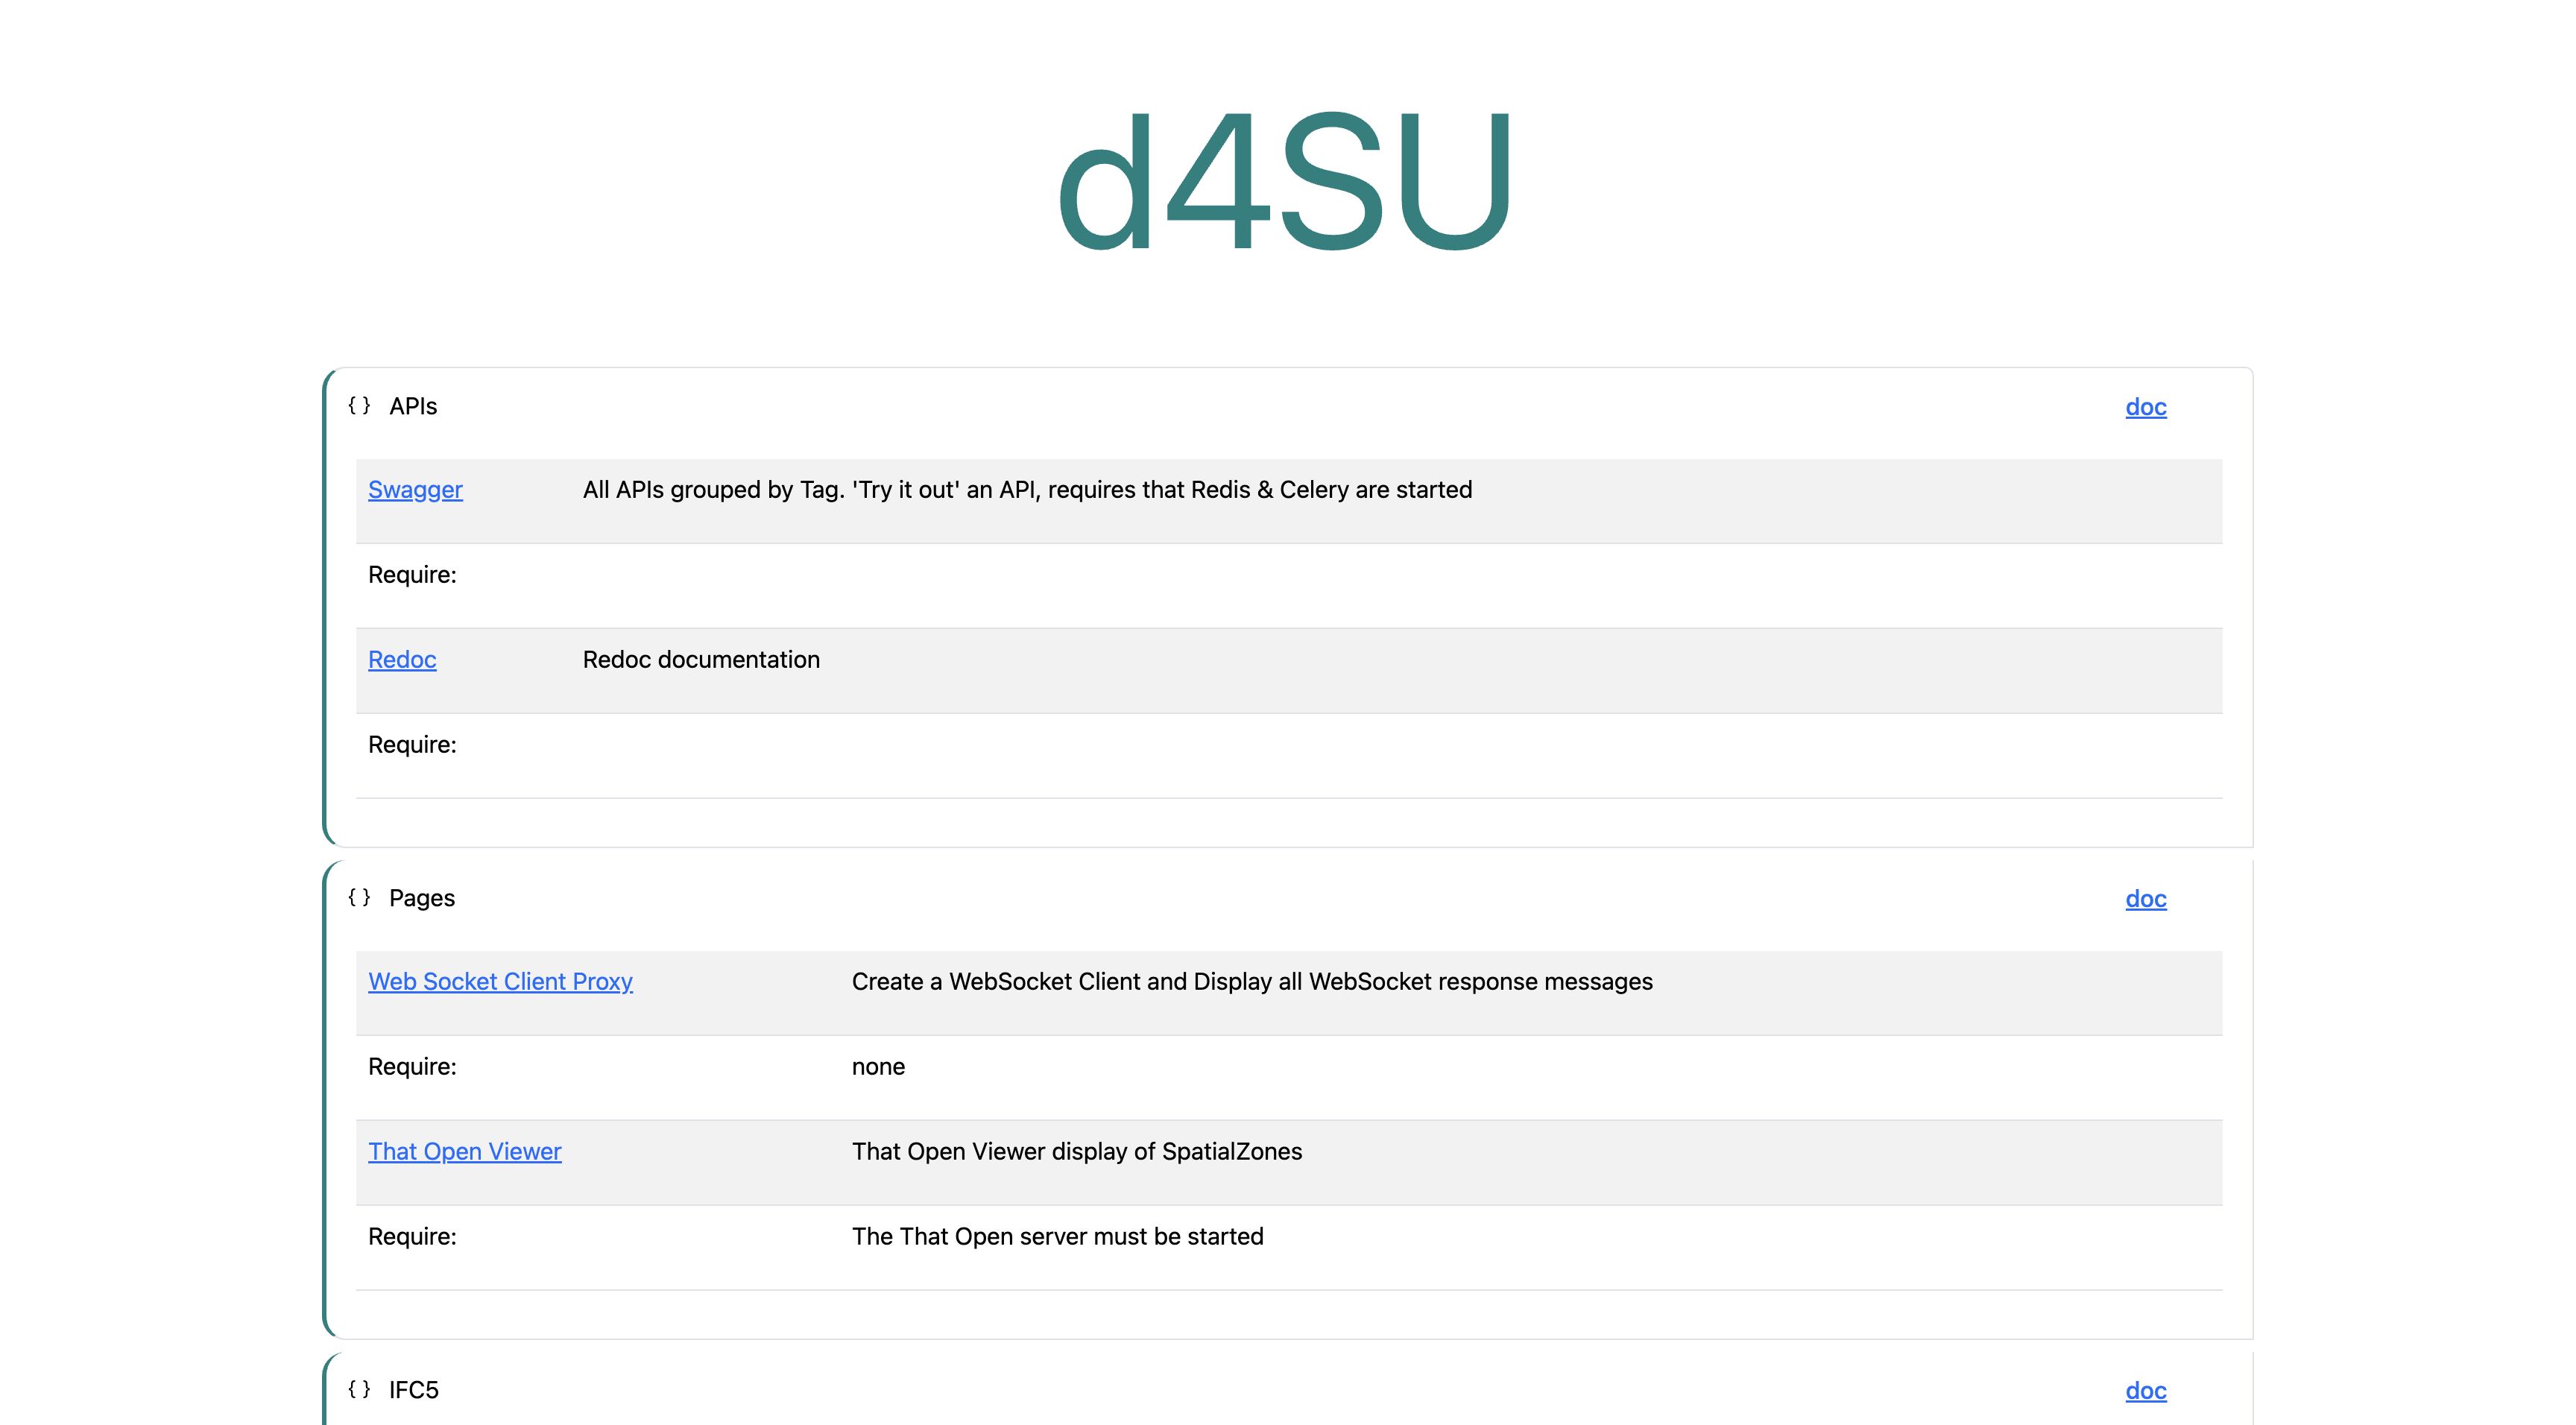 d4SU
{ } APIs doc
Swagger All APIs grouped by Tag. 'Try it out' an API, requires that Redis & Celery are started
Require:
Redoc Redoc documentation
Require:
{ } Pages doc
Web Socket Client Proxy Create a WebSocket Client and Display all WebSocket response messages
Require: none
That Open Viewer That Open Viewer display of SpatialZones
Require: The That Open server must be started
{ } IFC5 doc